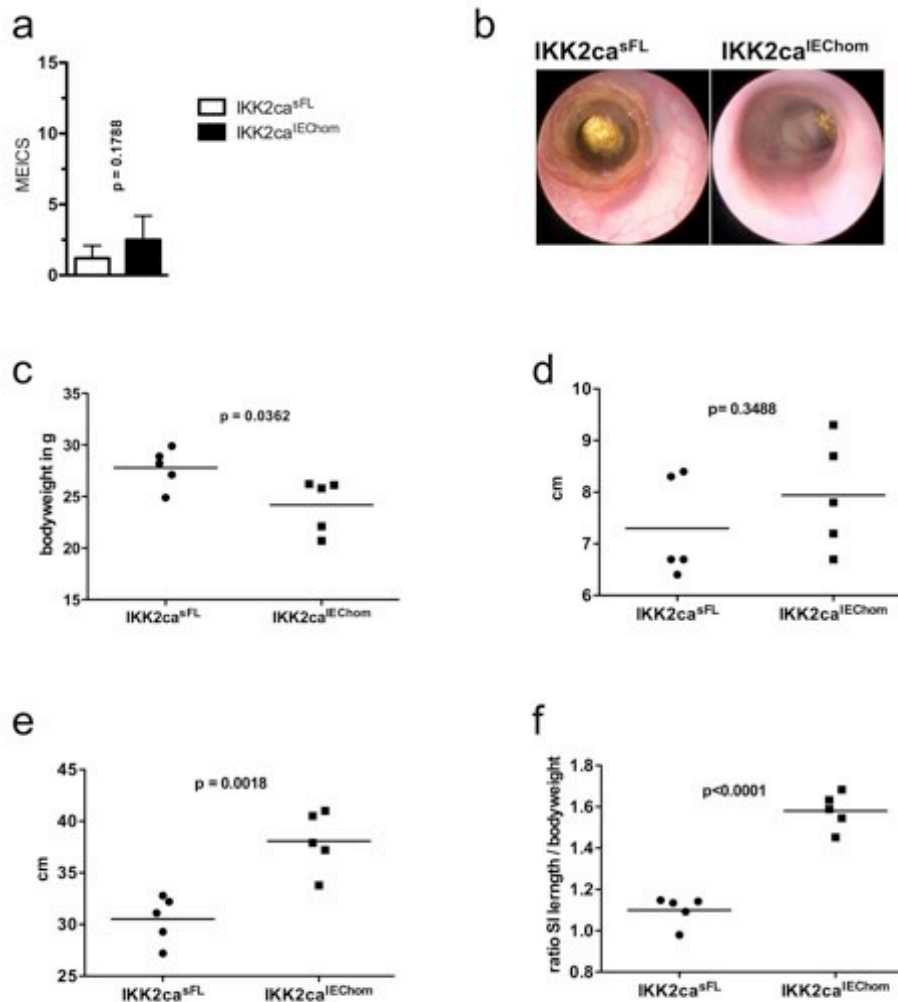 a
15
10
5
0
MEICS
p = 0.1788
IKK2ca^sFL
IKK2ca^IEChom
b
IKK2ca^sFL IKK2ca^IEChom
c
35
30
25
20
15
bodyweight in g
p = 0.0362
IKK2ca^sFL IKK2ca^IEChom
d
10
9
8
7
6
cm
p= 0.3488
IKK2ca^sFL IKK2ca^IEChom
e
45
40
35
30
25
cm
p = 0.0018
IKK2ca^sFL IKK2ca^IEChom
f
1.8
1.6
1.4
1.2
1.0
0.8
ratio SI lerngth / bodyweight
p<0.0001
IKK2ca^sFL IKK2ca^IEChom